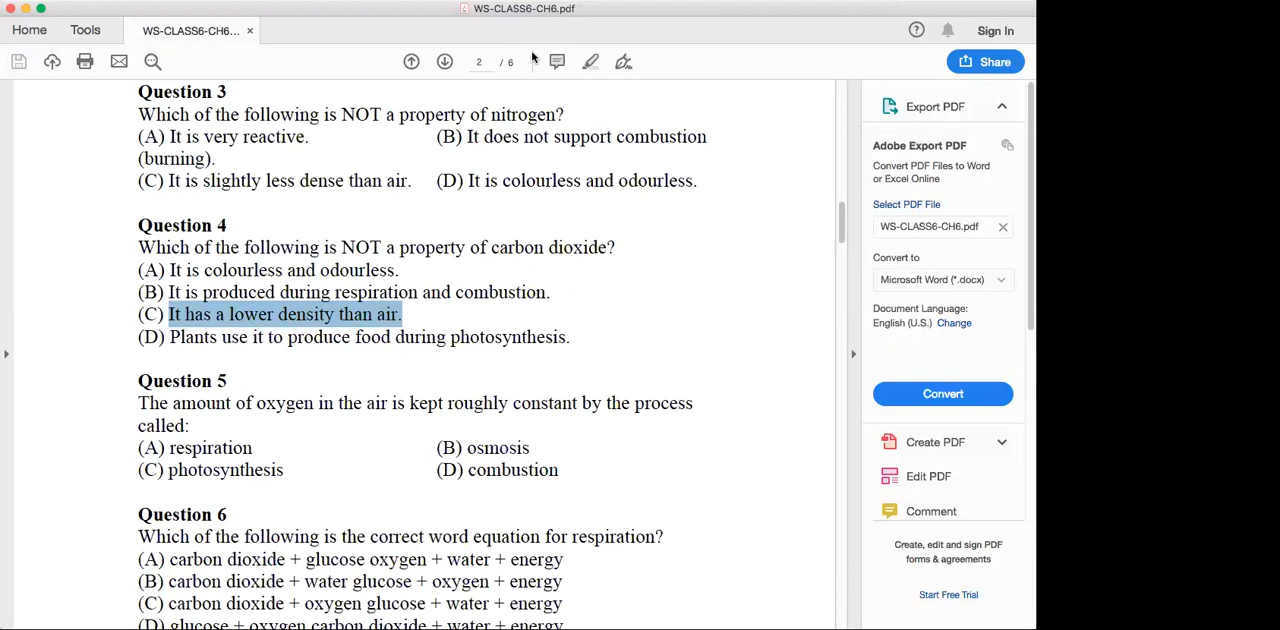 WS-CLASS6-CH6.pdf
Home Tools WS-CLASS6-CH6... × Sign In
2 / 6 Share
Question 3
Which of the following is NOT a property of nitrogen?
(A) It is very reactive. (B) It does not support combustion
(burning).
(C) It is slightly less dense than air. (D) It is colourless and odourless.
Question 4
Which of the following is NOT a property of carbon dioxide?
(A) It is colourless and odourless.
(B) It is produced during respiration and combustion.
(C) It has a lower density than air.
(D) Plants use it to produce food during photosynthesis.
Question 5
The amount of oxygen in the air is kept roughly constant by the process
called:
(A) respiration (B) osmosis
(C) photosynthesis (D) combustion
Question 6
Which of the following is the correct word equation for respiration?
(A) carbon dioxide + glucose oxygen + water + energy
(B) carbon dioxide + water glucose + oxygen + energy
(C) carbon dioxide + oxygen glucose + water + energy
(D) glucose + oxygen carbon dioxide + water + energy
Export PDF
Adobe Export PDF
Convert PDF Files to Word
or Excel Online
Select PDF File
WS-CLASS6-CH6.pdf
Convert to
Microsoft Word (*.docx)
Document Language:
English (U.S.) Change
Convert
Create PDF
Edit PDF
Comment
Create, edit and sign PDF
forms & agreements
Start Free Trial